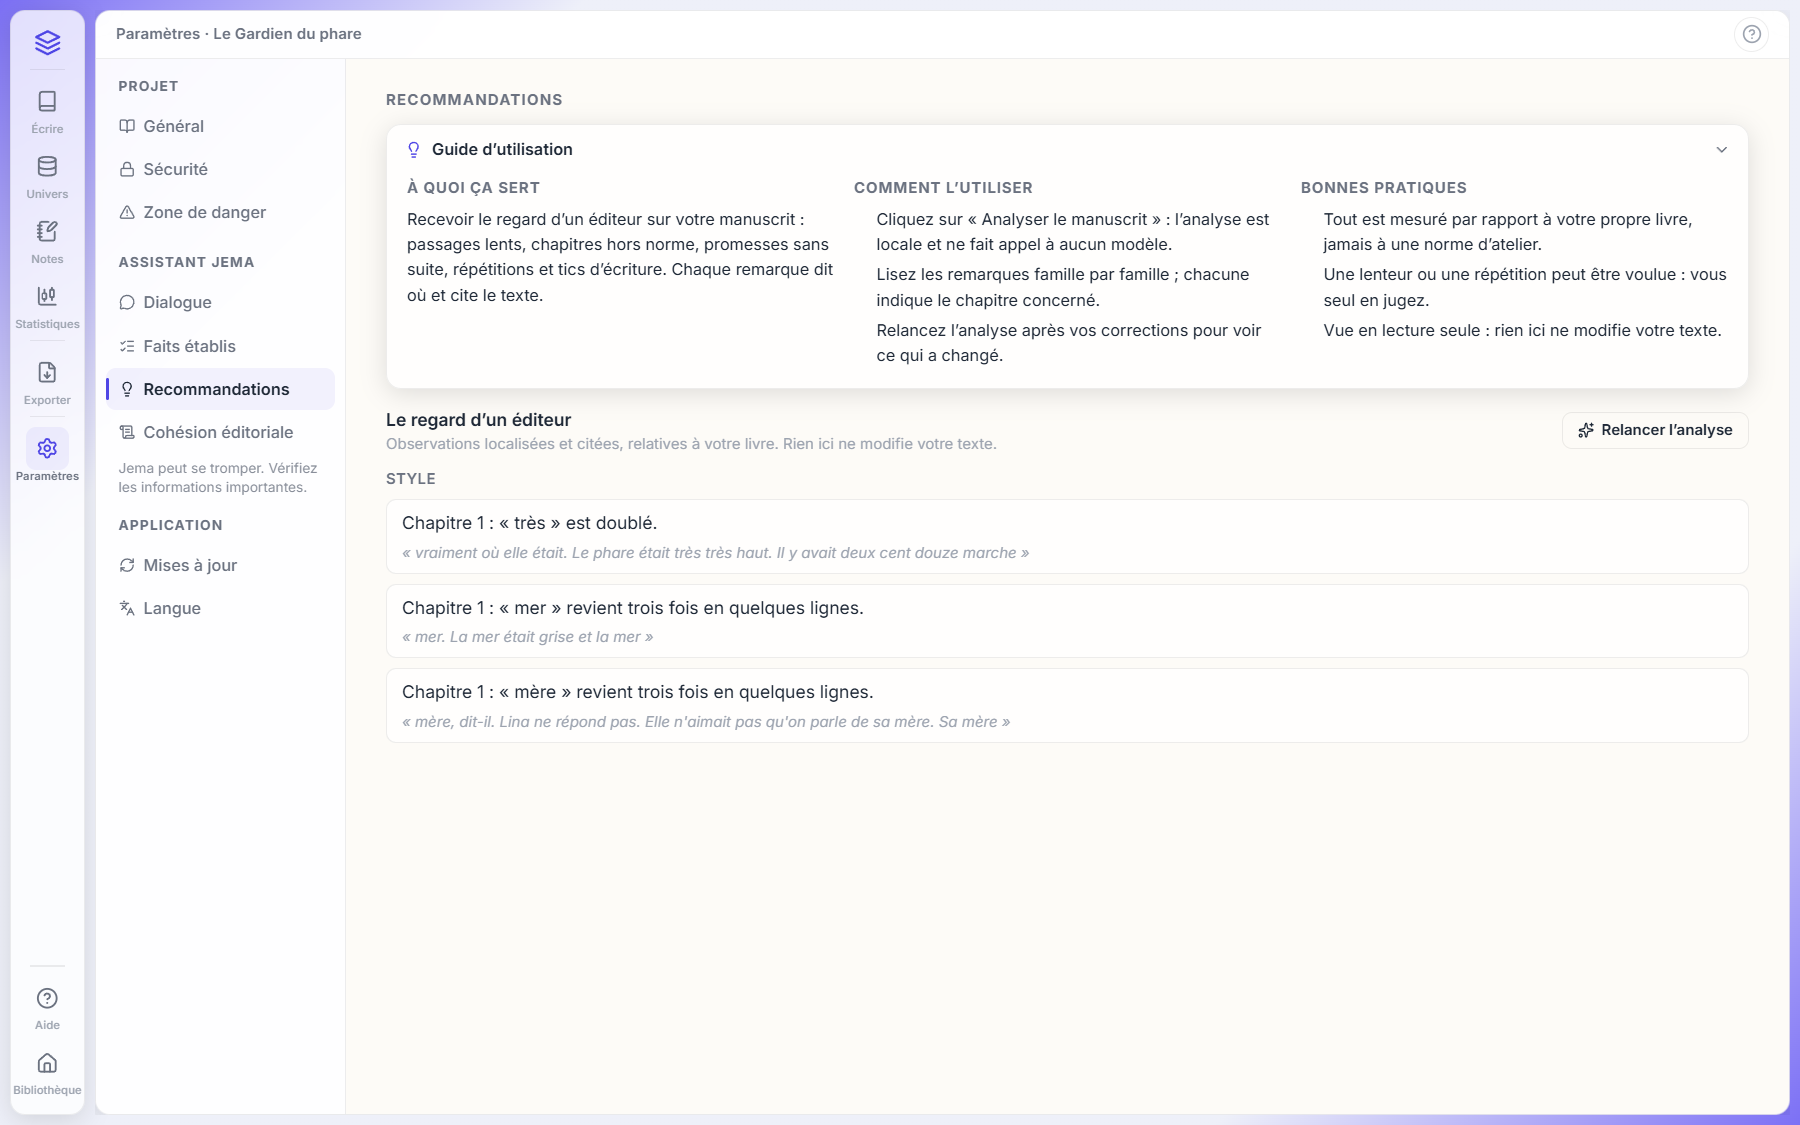 Paramètres · Le Gardien du phare
Écrire
Univers
Notes
Statistiques
Exporter
Paramètres
Aide
Bibliothèque
PROJET
Général
Sécurité
Zone de danger
ASSISTANT JEMA
Dialogue
Faits établis
Recommandations
Cohésion éditoriale
Jema peut se tromper. Vérifiez
les informations importantes.
APPLICATION
Mises à jour
Langue
RECOMMANDATIONS
Guide d’utilisation
À QUOI ÇA SERT
Recevoir le regard d’un éditeur sur votre manuscrit :
passages lents, chapitres hors norme, promesses sans
suite, répétitions et tics d’écriture. Chaque remarque dit
où et cite le texte.
COMMENT L’UTILISER
Cliquez sur « Analyser le manuscrit » : l’analyse est
locale et ne fait appel à aucun modèle.
Lisez les remarques famille par famille ; chacune
indique le chapitre concerné.
Relancez l’analyse après vos corrections pour voir
ce qui a changé.
BONNES PRATIQUES
Tout est mesuré par rapport à votre propre livre,
jamais à une norme d’atelier.
Une lenteur ou une répétition peut être voulue : vous
seul en jugez.
Vue en lecture seule : rien ici ne modifie votre texte.
Le regard d’un éditeur
Observations localisées et citées, relatives à votre livre. Rien ici ne modifie votre texte.
Relancer l’analyse
STYLE
Chapitre 1 : « très » est doublé.
« vraiment où elle était. Le phare était très très haut. Il y avait deux cent douze marche »
Chapitre 1 : « mer » revient trois fois en quelques lignes.
« mer. La mer était grise et la mer »
Chapitre 1 : « mère » revient trois fois en quelques lignes.
« mère, dit-il. Lina ne répond pas. Elle n'aimait pas qu'on parle de sa mère. Sa mère »